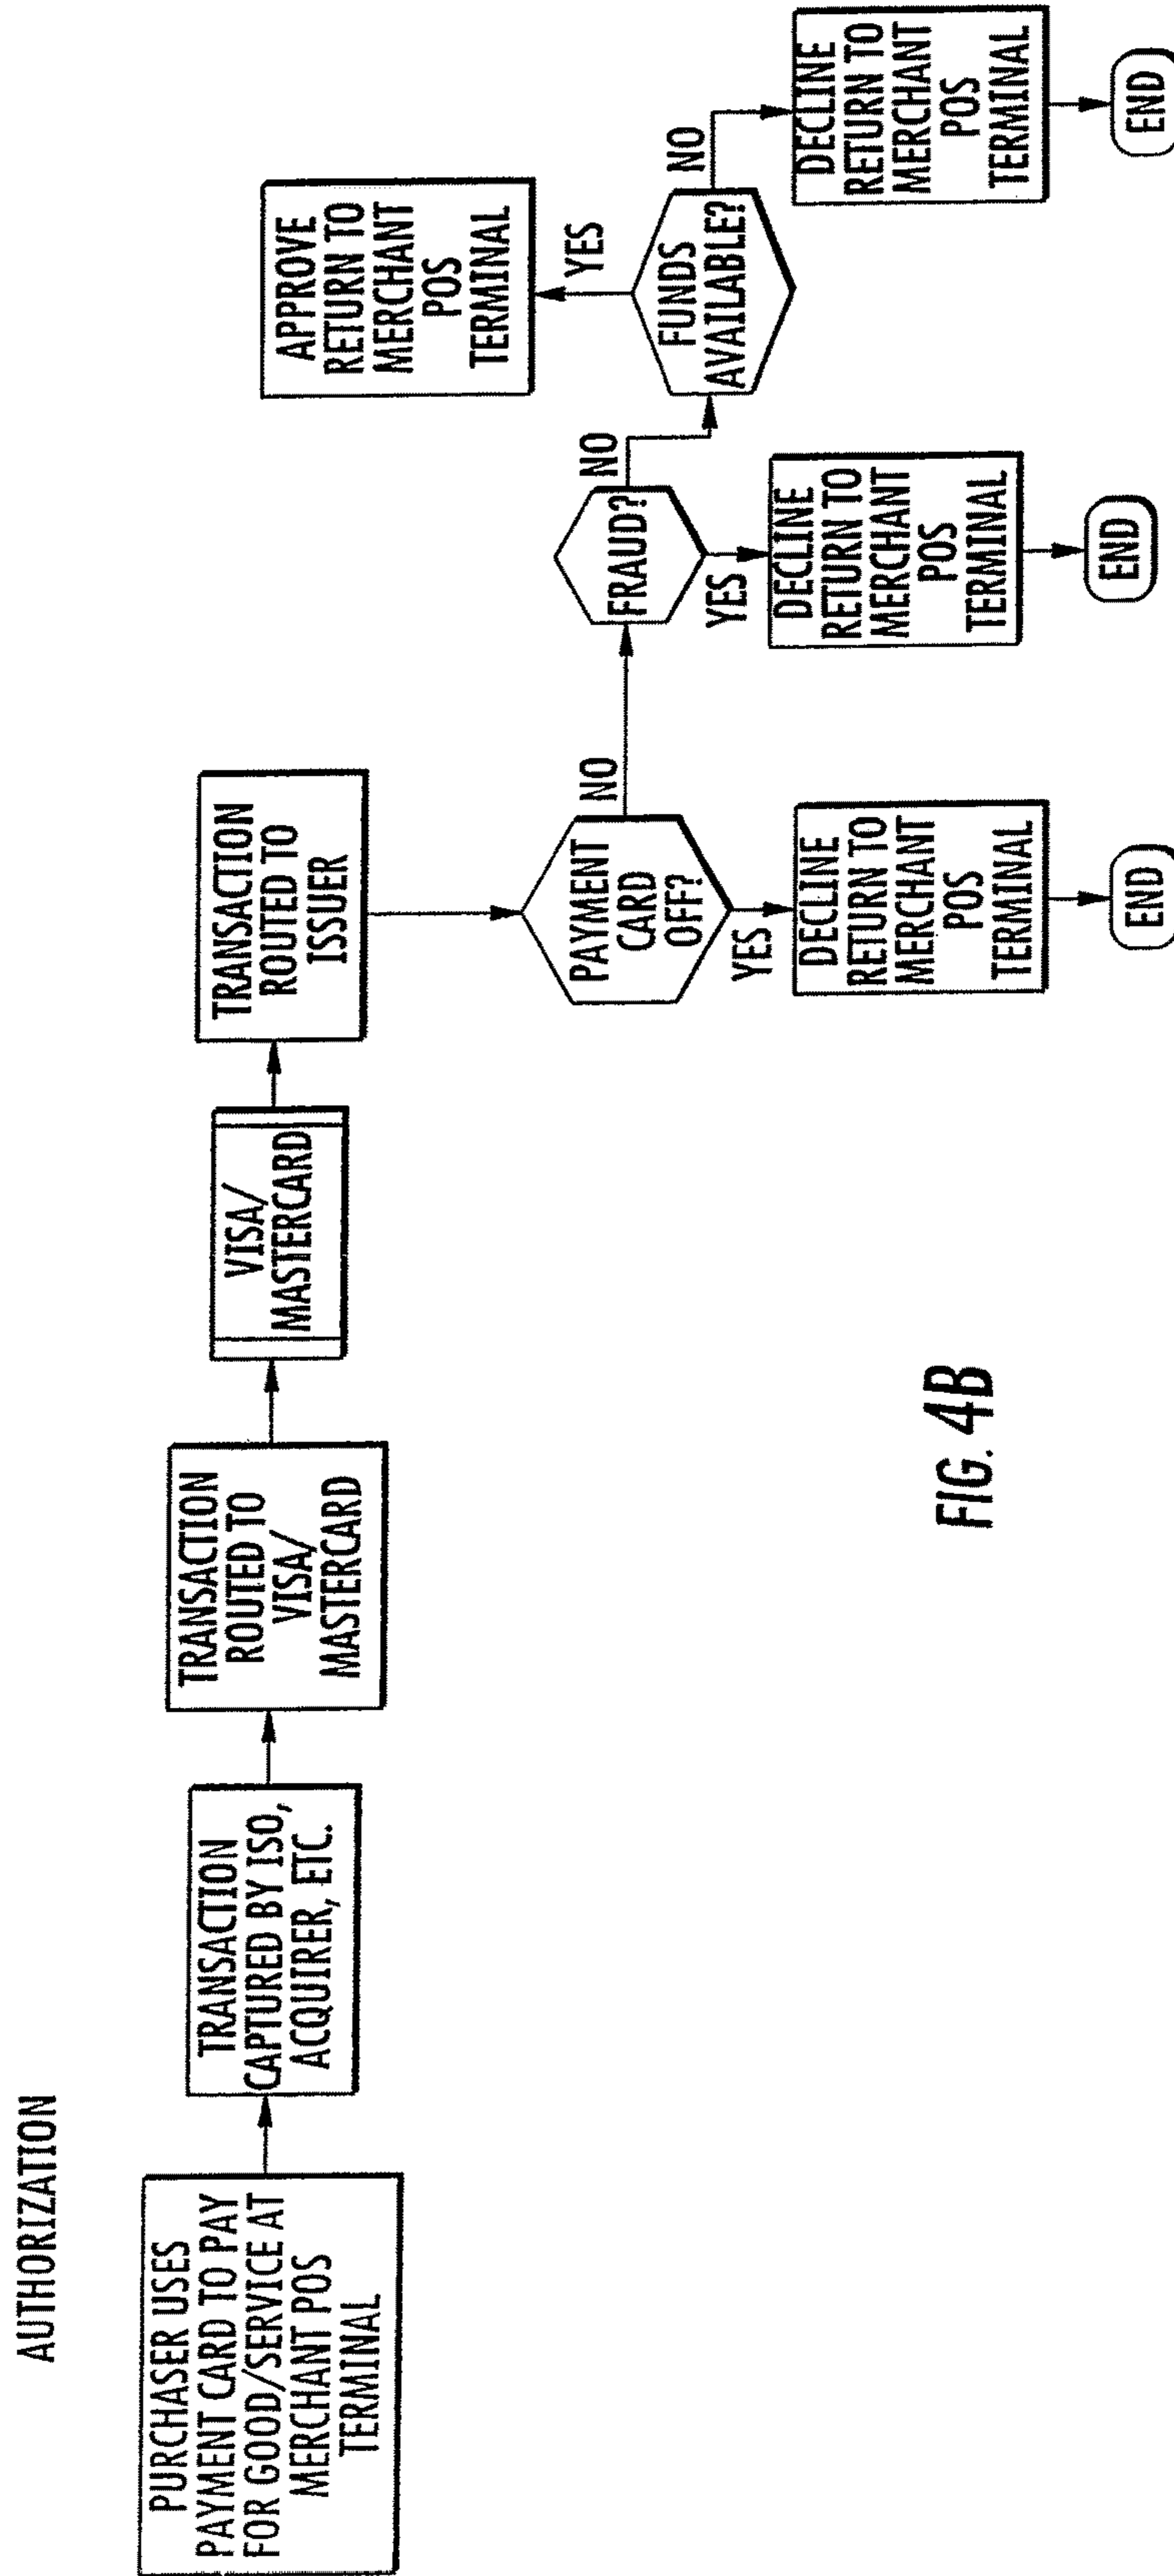 AUTHORIZATION
PURCHASER USES
PAYMENT CARD TO PAY
FOR GOOD/SERVICE AT
MERCHANT POS
TERMINAL
TRANSACTION
CAPTURED BY ISO,
ACQUIRER, ETC.
TRANSACTION
ROUTED TO
VISA/
MASTERCARD
VISA/
MASTERCARD
TRANSACTION
ROUTED TO
ISSUER
PAYMENT
CARD
OFF?
YES
DECLINE
RETURN TO
MERCHANT
POS
TERMINAL
END
NO
FRAUD?
YES
DECLINE
RETURN TO
MERCHANT
POS
TERMINAL
END
NO
FUNDS
AVAILABLE?
YES
APPROVE
RETURN TO
MERCHANT
POS
TERMINAL
NO
DECLINE
RETURN TO
MERCHANT
POS
TERMINAL
END
FIG. 4B